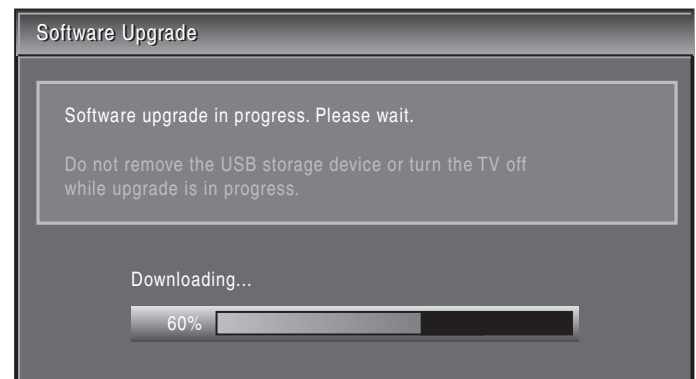 Software Upgrade
Software upgrade in progress. Please wait.
Do not remove the USB storage device or turn the TV off
while upgrade is in progress.
Downloading...
60%